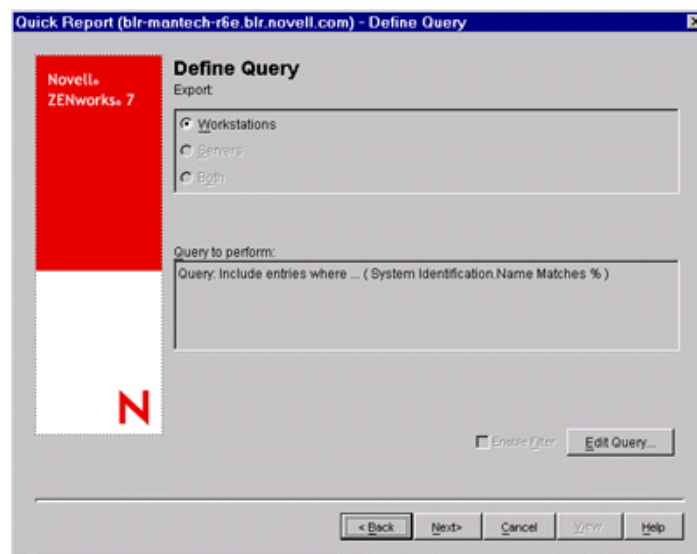 Quick Report (blr-mantech-r6e.blr.novell.com) - Define Query
Novell®
ZENworks® 7
Define Query
Export:
Workstations
Servers
Both
Query to perform:
Query: Include entries where ... ( System Identification.Name Matches % )
N
Enable Filter
Edit Query...
< Back
Next>
Cancel
View
Help